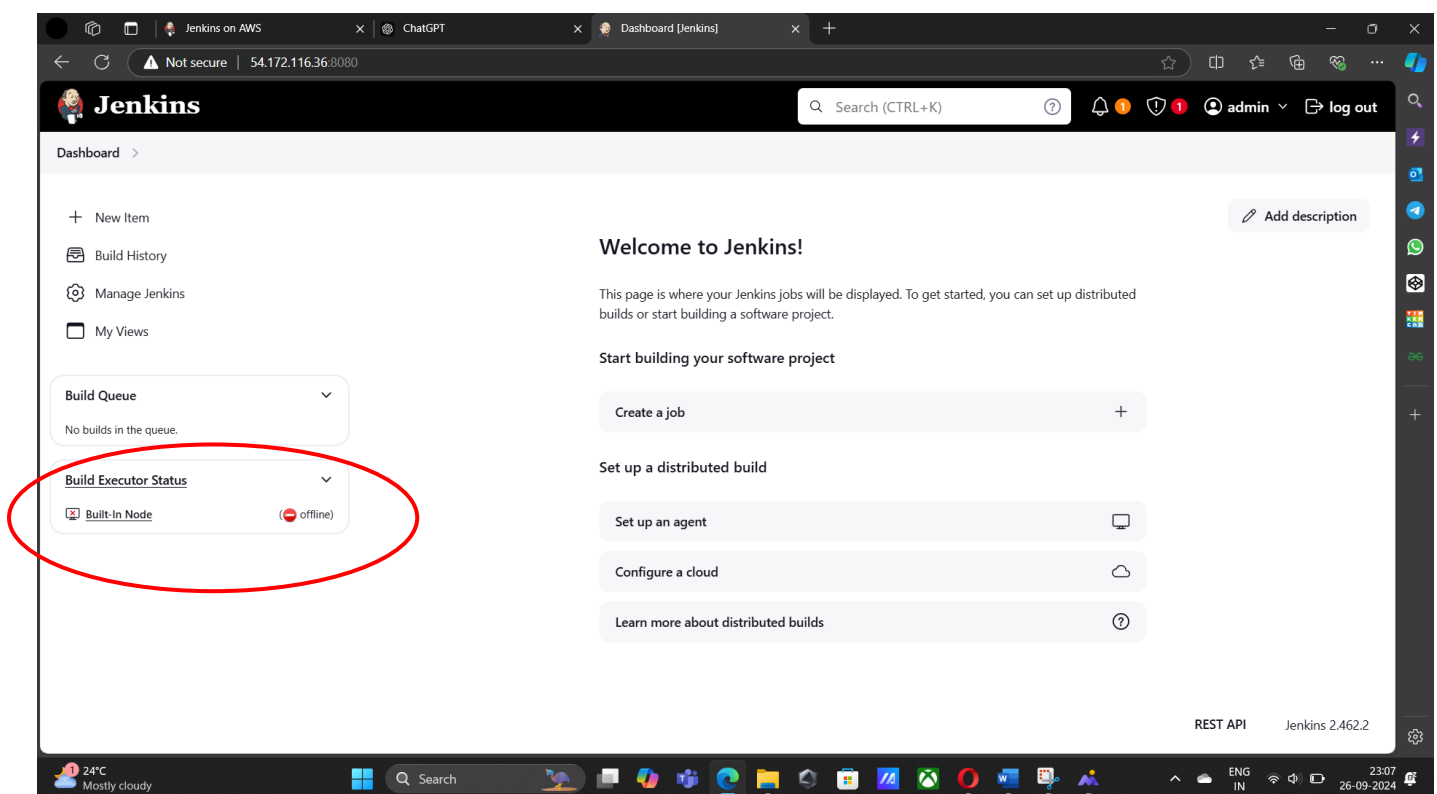 Jenkins on AWS
ChatGPT
Dashboard [Jenkins]
Not secure | 54.172.116.36:8080
Jenkins
Search (CTRL+K)
1
1
admin
log out
Dashboard
New Item
Build History
Manage Jenkins
My Views
Build Queue
No builds in the queue.
Build Executor Status
Built-In Node
(offline)
Add description
Welcome to Jenkins!
This page is where your Jenkins jobs will be displayed. To get started, you can set up distributed
builds or start building a software project.
Start building your software project
Create a job
Set up a distributed build
Set up an agent
Configure a cloud
Learn more about distributed builds
REST API
Jenkins 2.462.2
1
24°C
Mostly cloudy
Search
ENG
IN
23:07
26-09-2024